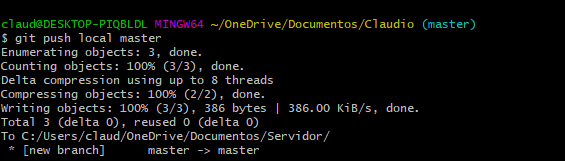 claud@DESKTOP-PIQBLDL MINGW64 ~/OneDrive/Documentos/Claudio (master)
$ git push local master
Enumerating objects: 3, done.
Counting objects: 100% (3/3), done.
Delta compression using up to 8 threads
Compressing objects: 100% (2/2), done.
Writing objects: 100% (3/3), 386 bytes | 386.00 KiB/s, done.
Total 3 (delta 0), reused 0 (delta 0)
To C:/Users/claud/OneDrive/Documentos/Servidor/
 * [new branch]      master -> master